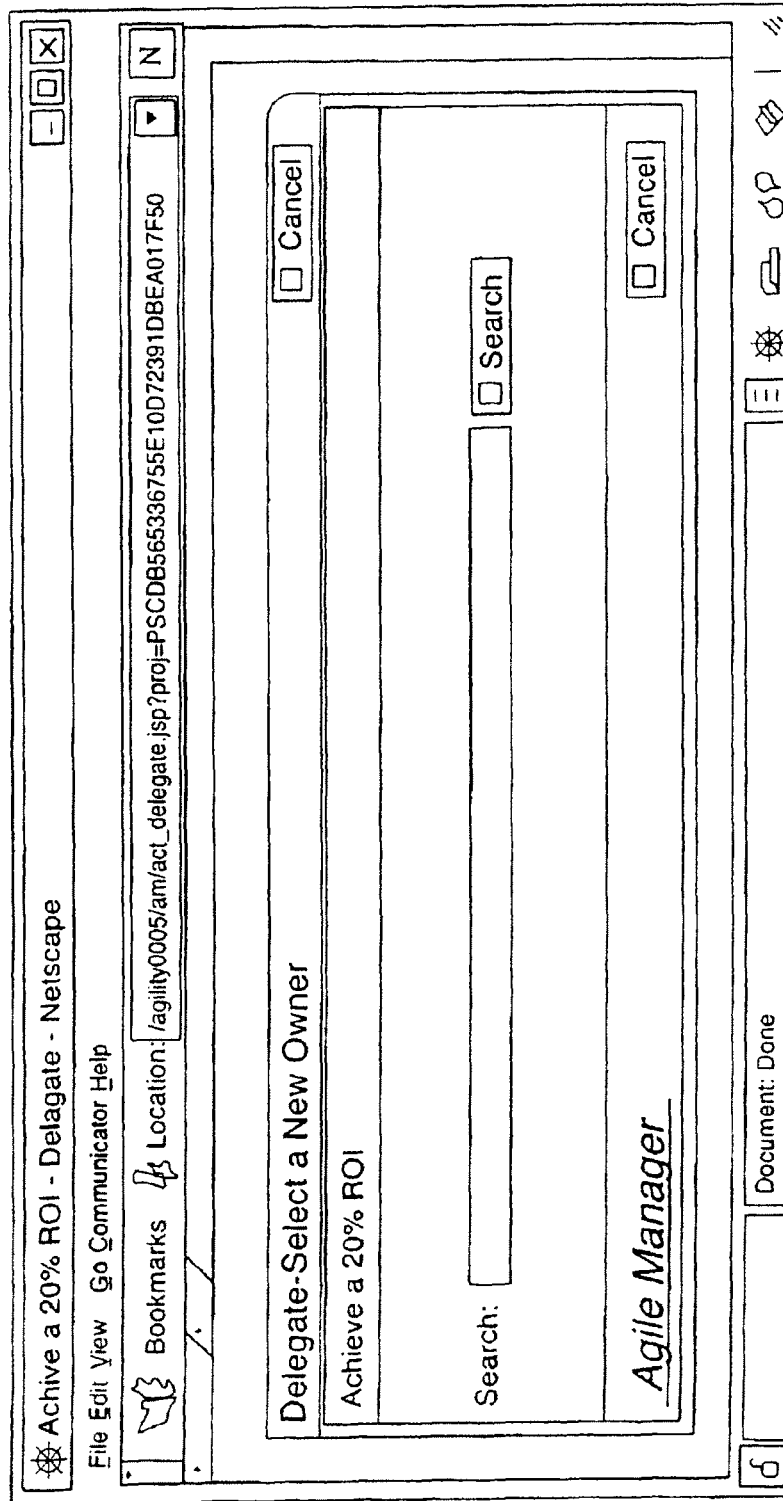 Achive a 20% ROI - Delagate - Netscape
File Edit View Go Communicator Help
Bookmarks Location: /agility0005/am/act_delegate.jsp?proj=PSCDB565336755E10D72391DBEA017F50
N
Delegate-Select a New Owner
Cancel
Achieve a 20% ROI
Search:
Search
Agile Manager
Cancel
Document: Done